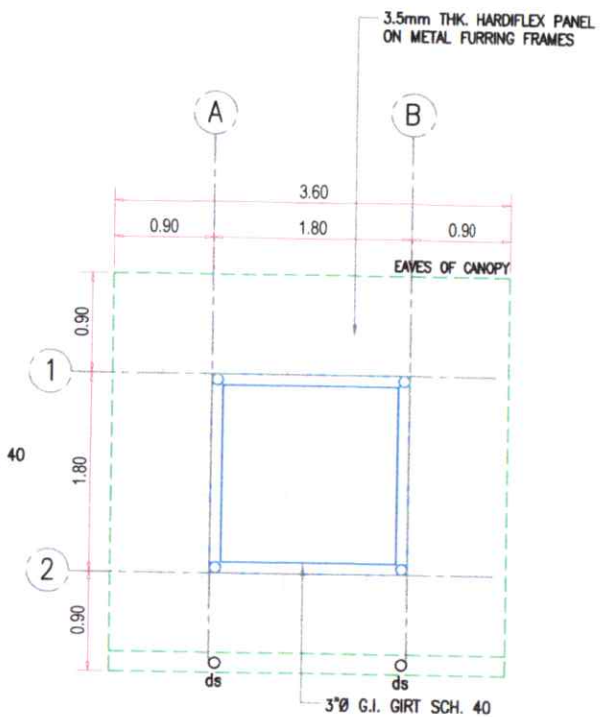 3.5mm THK. HARDIFLEX PANEL
ON METAL FURRING FRAMES
A
B
3.60
0.90
1.80
0.90
EAVES OF CANOPY
0.90
1
40
1.80
2
0.90
ds
ds
3"Ø G.I. GIRT SCH. 40